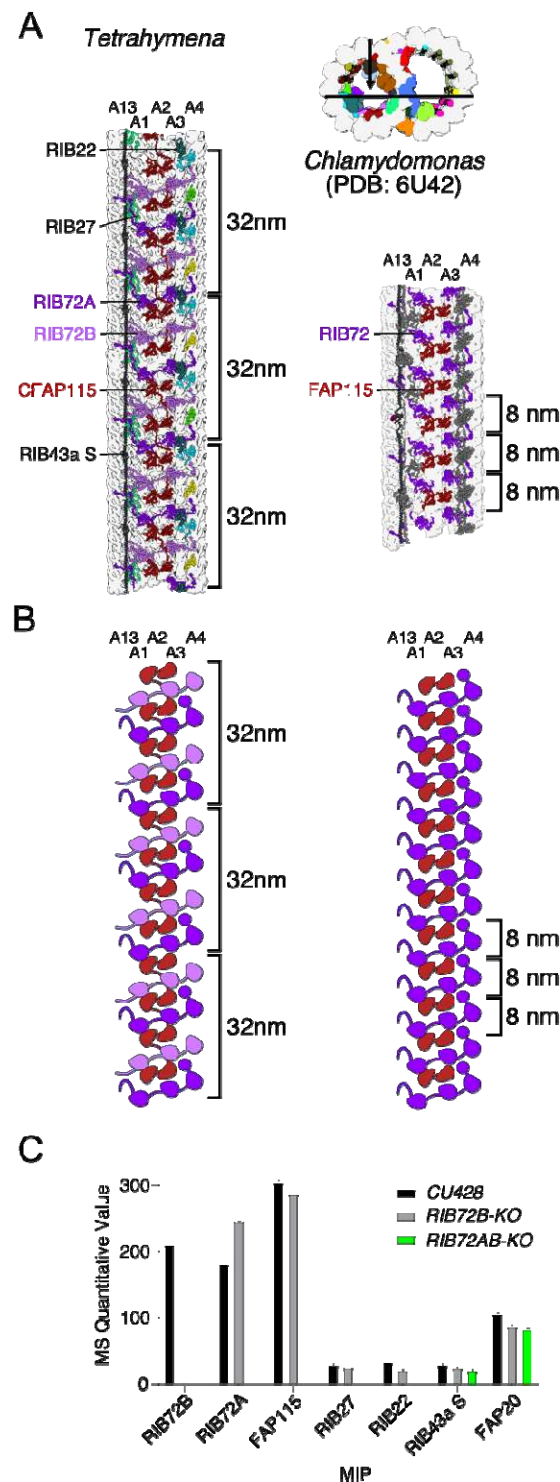 A
Tetrahymena
Chlamydomonas
(PDB: 6U42)
A13 A2 A4
A1 A3
RIB22
RIB27
RIB72A
RIB72B
CFAP115
RIB43a S
32nm
32nm
32nm
A13 A2 A4
A1 A3
RIB72
FAP115
8 nm
8 nm
8 nm
B
A13 A2 A4
A1 A3
32nm
32nm
32nm
A13 A2 A4
A1 A3
8 nm
8 nm
8 nm
C
MS Quantitative Value
300
200
100
0
CU428
RIB72B-KO
RIB72AB-KO
RIB72B
RIB72A
FAP115
RIB27
RIB22
RIB43a S
FAP20
MIP